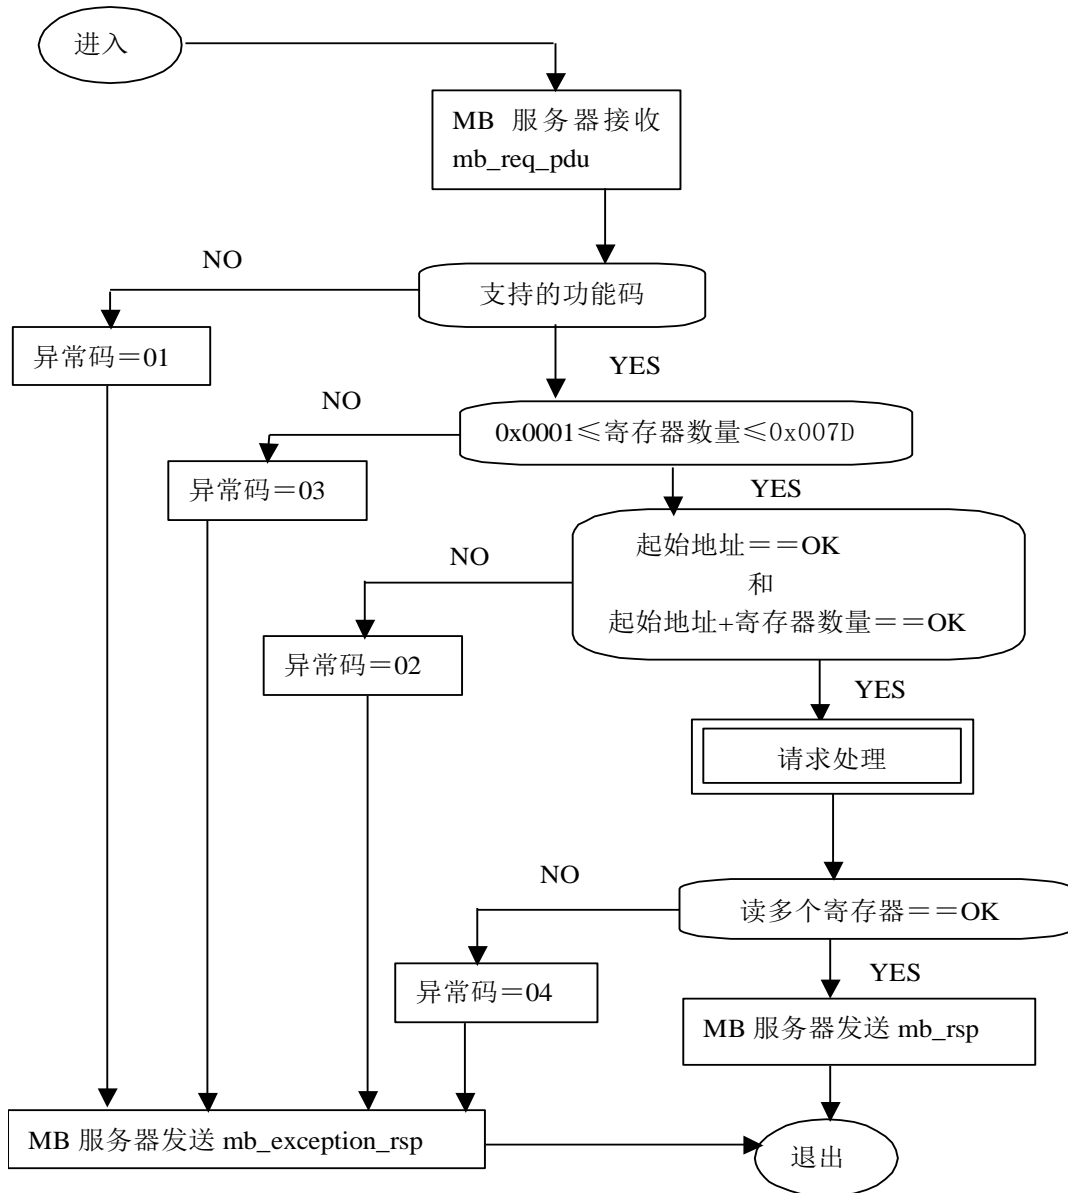 进入
MB 服务器接收
mb_req_pdu
NO
支持的功能码
异常码＝01
YES
NO
0x0001≤寄存器数量≤0x007D
异常码＝03
YES
起始地址＝＝OK
NO
和
起始地址+寄存器数量＝＝OK
异常码＝02
YES
请求处理
NO
读多个寄存器＝＝OK
异常码＝04
YES
MB 服务器发送 mb_rsp
MB 服务器发送 mb_exception_rsp
退出